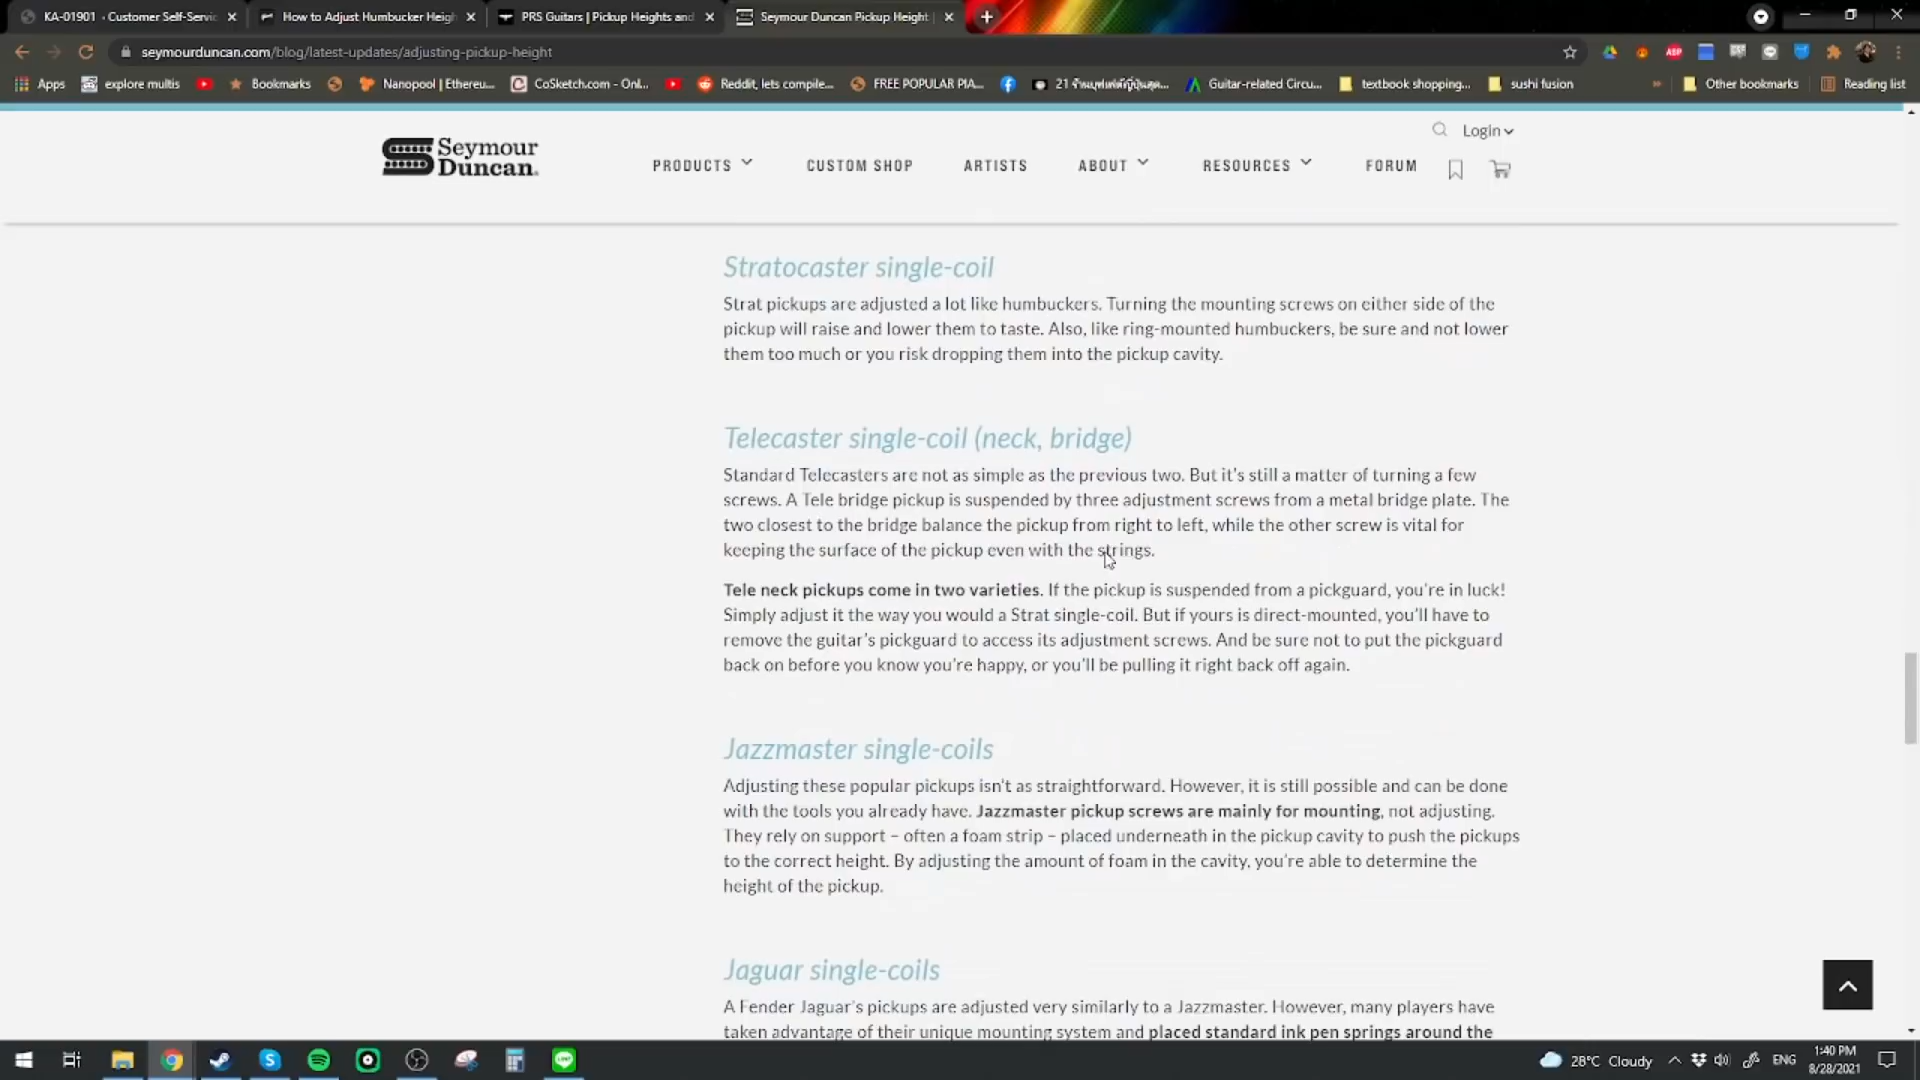 KA-01901 - Customer Self-Servic
How to Adjust Humbucker Heigh
PRS Guitars | Pickup Heights and
Seymour Duncan Pickup Height
seymourduncan.com/blog/latest-updates/adjusting-pickup-height
Apps
explore multis
Bookmarks
Nanopool | Ethereu...
CoSketch.com - Onl...
Reddit, lets compile...
FREE POPULAR PIA...
Guitar-related Circu...
textbook shopping...
sushi fusion
»
Other bookmarks
Reading list
Login
Seymour
Duncan.
PRODUCTS
CUSTOM SHOP
ARTISTS
ABOUT
RESOURCES
FORUM
Stratocaster single-coil
Strat pickups are adjusted a lot like humbuckers. Turning the mounting screws on either side of the
pickup will raise and lower them to taste. Also, like ring-mounted humbuckers, be sure and not lower
them too much or you risk dropping them into the pickup cavity.
Telecaster single-coil (neck, bridge)
Standard Telecasters are not as simple as the previous two. But it's still a matter of turning a few
screws. A Tele bridge pickup is suspended by three adjustment screws from a metal bridge plate. The
two closest to the bridge balance the pickup from right to left, while the other screw is vital for
keeping the surface of the pickup even with the strings.
Tele neck pickups come in two varieties. If the pickup is suspended from a pickguard, you're in luck!
Simply adjust it the way you would a Strat single-coil. But if yours is direct-mounted, you'll have to
remove the guitar's pickguard to access its adjustment screws. And be sure not to put the pickguard
back on before you know you're happy, or you'll be pulling it right back off again.
Jazzmaster single-coils
Adjusting these popular pickups isn't as straightforward. However, it is still possible and can be done
with the tools you already have. Jazzmaster pickup screws are mainly for mounting, not adjusting.
They rely on support – often a foam strip – placed underneath in the pickup cavity to push the pickups
to the correct height. By adjusting the amount of foam in the cavity, you're able to determine the
height of the pickup.
Jaguar single-coils
A Fender Jaguar's pickups are adjusted very similarly to a Jazzmaster. However, many players have
taken advantage of their unique mounting system and placed standard ink pen springs around the
28°C Cloudy
ENG
1:40 PM
8/28/2021